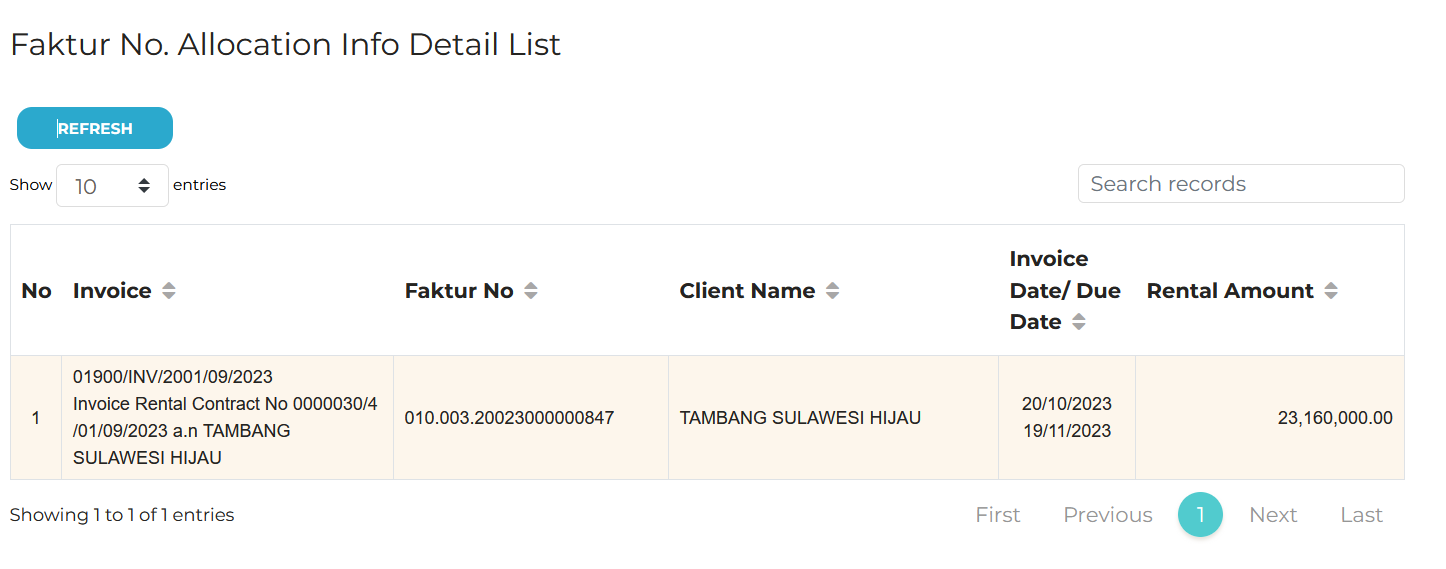 Faktur No. Allocation Info Detail List
REFRESH
Show 10 entries
Search records
No Invoice Faktur No Client Name Invoice Date/ Due Date Rental Amount
1
01900/INV/2001/09/2023
Invoice Rental Contract No 0000030/4
/01/09/2023 a.n TAMBANG
SULAWESI HIJAU
010.003.20023000000847
TAMBANG SULAWESI HIJAU
20/10/2023
19/11/2023
23,160,000.00
Showing 1 to 1 of 1 entries
First Previous 1 Next Last